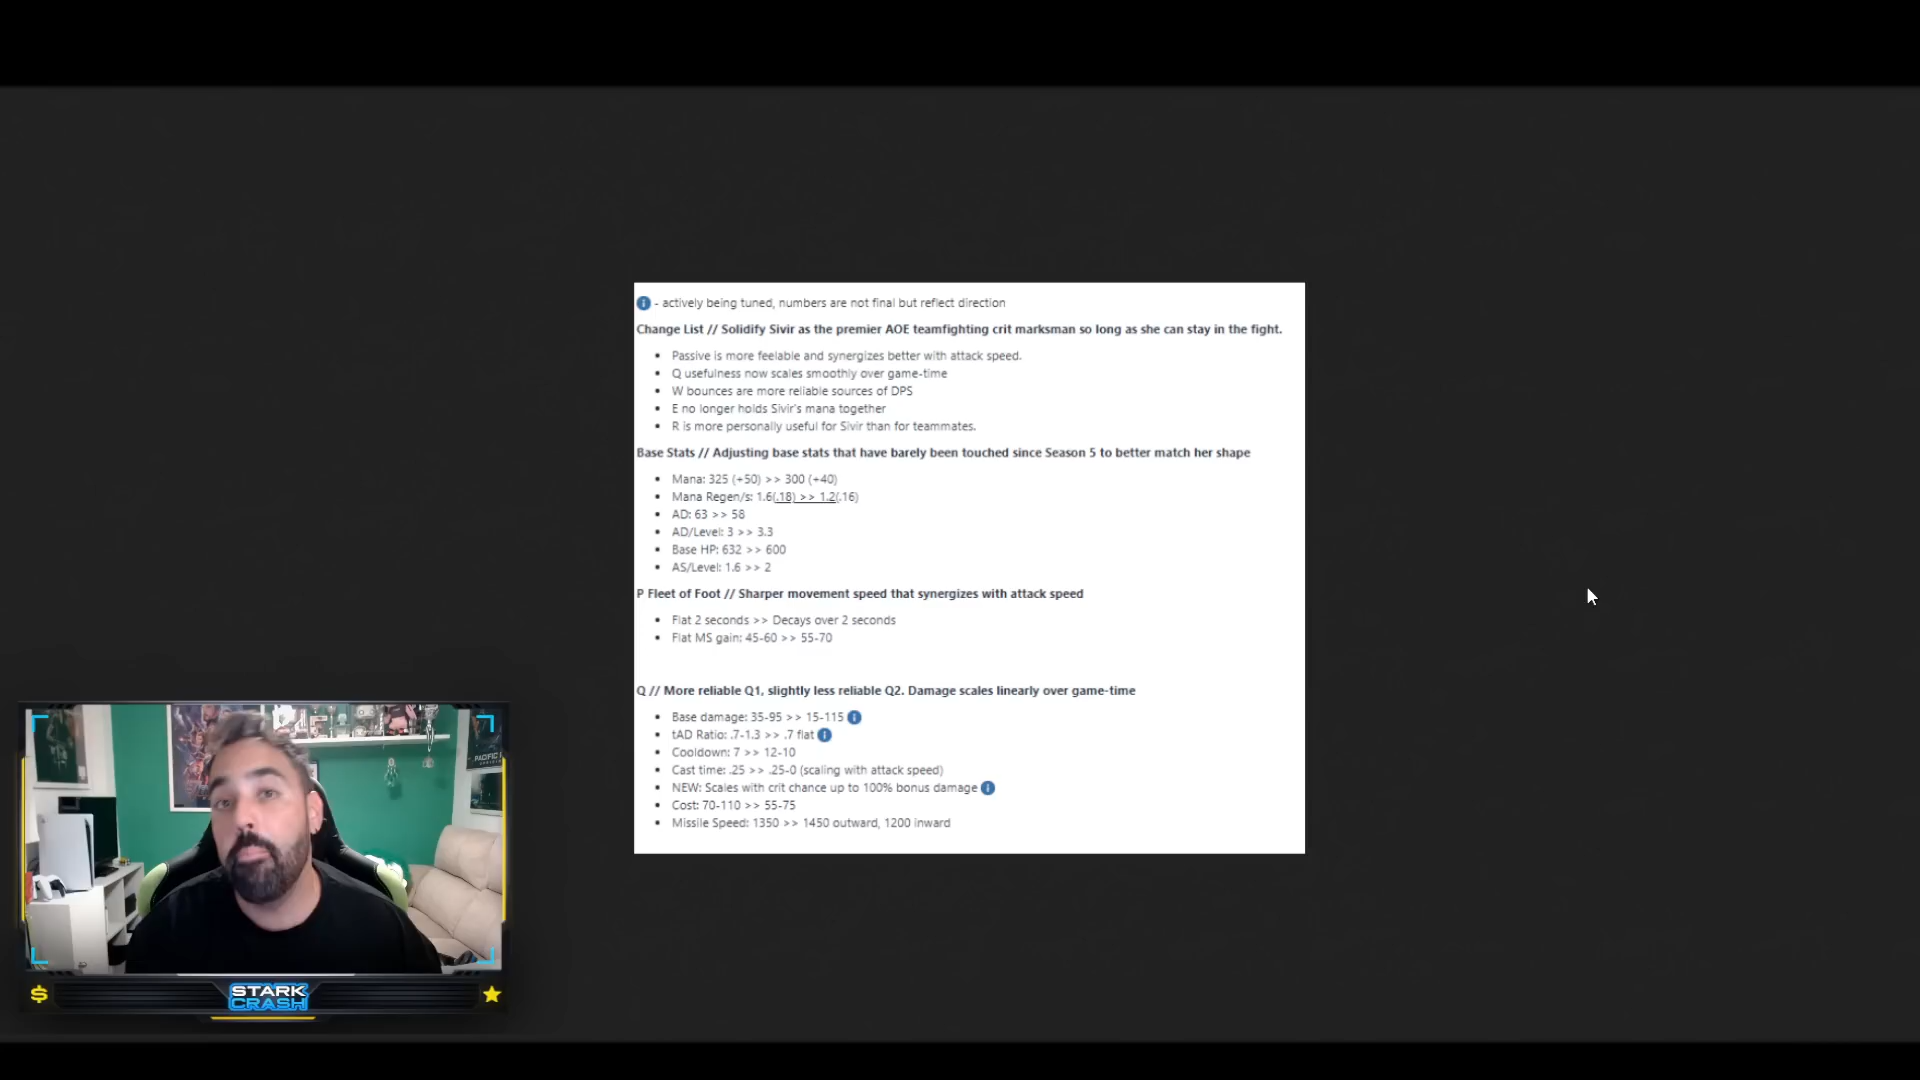 i - actively being tuned, numbers are not final but reflect direction
Change List // Solidify Sivir as the premier AOE teamfighting crit marksman so long as she can stay in the fight.
• Passive is more feelable and synergizes better with attack speed.
• Q usefulness now scales smoothly over game-time
• W bounces are more reliable sources of DPS
• E no longer holds Sivir's mana together
• R is more personally useful for Sivir than for teammates.
Base Stats // Adjusting base stats that have barely been touched since Season 5 to better match her shape
• Mana: 325 (+50) >> 300 (+40)
• Mana Regen/s: 1.6(.18) >> 1.2(.16)
• AD: 63 >> 58
• AD/Level: 3 >> 3.3
• Base HP: 632 >> 600
• AS/Level: 1.6 >> 2
P Fleet of Foot // Sharper movement speed that synergizes with attack speed
• Flat 2 seconds >> Decays over 2 seconds
• Flat MS gain: 45-60 >> 55-70
Q // More reliable Q1, slightly less reliable Q2. Damage scales linearly over game-time
• Base damage: 35-95 >> 15-115 i
• tAD Ratio: .7-1.3 >> .7 flat i
• Cooldown: 7 >> 12-10
• Cast time: .25 >> .25-0 (scaling with attack speed)
• NEW: Scales with crit chance up to 100% bonus damage i
• Cost: 70-110 >> 55-75
• Missile Speed: 1350 >> 1450 outward, 1200 inward
PACIFIC
$
STARK
CRASH